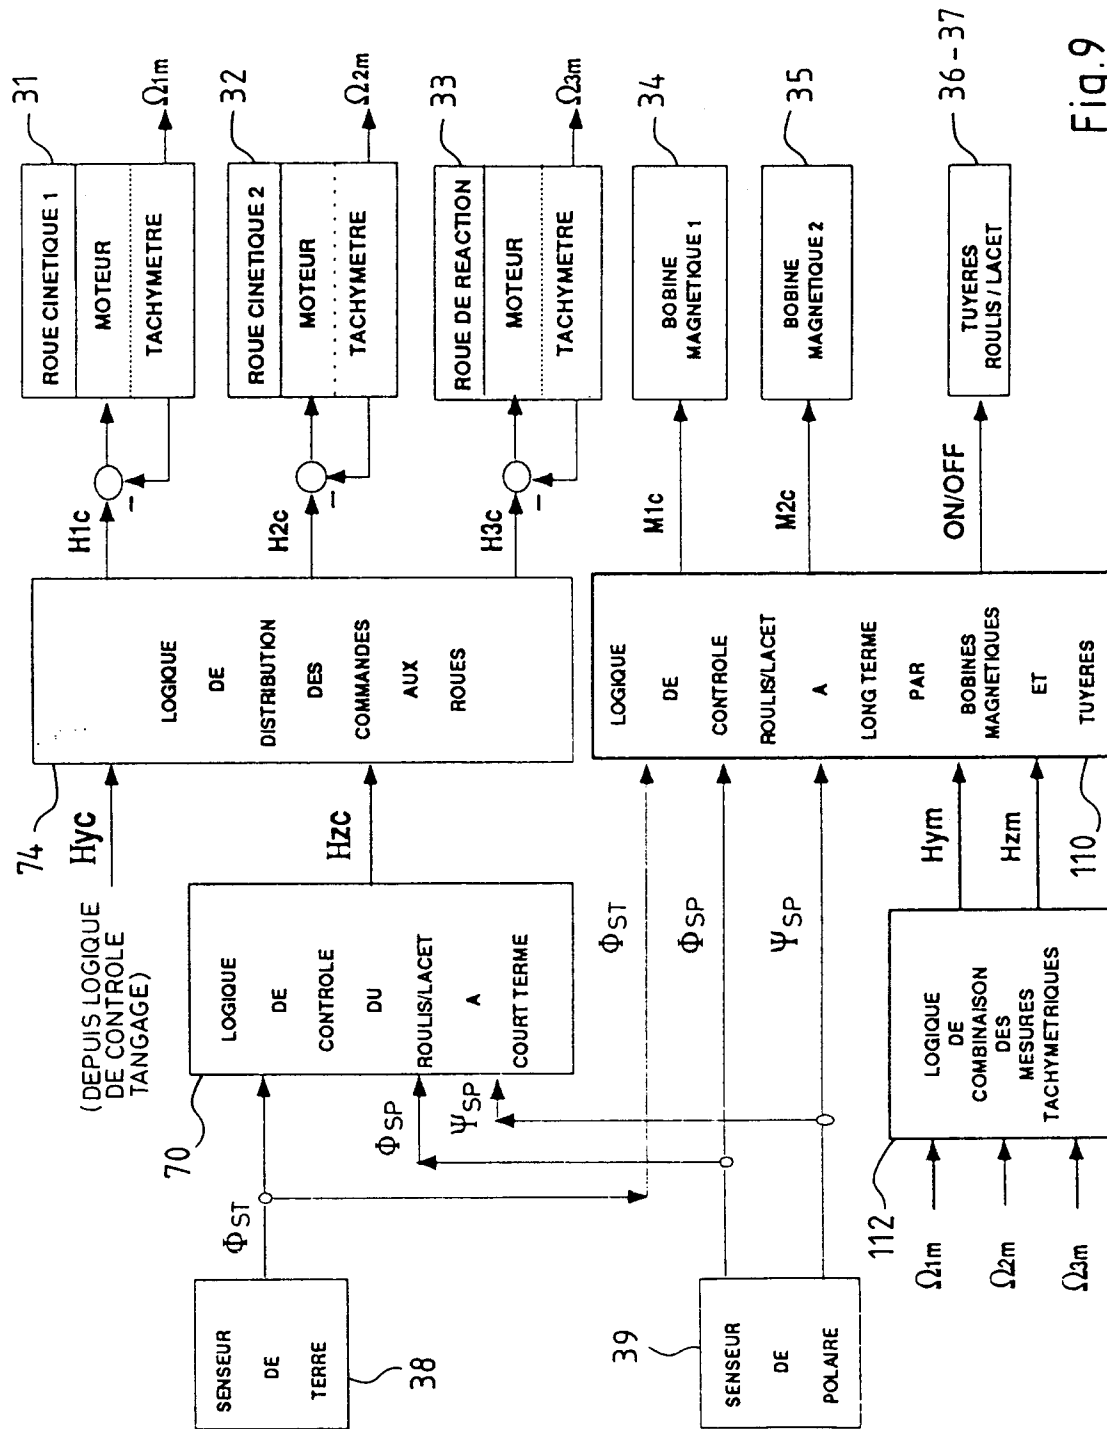 31
ROUE CINETIQUE 1
MOTEUR
TACHYMETRE
Ω1m
H1c
−
32
ROUE CINETIQUE 2
MOTEUR
TACHYMETRE
Ω2m
H2c
−
33
ROUE DE REACTION
MOTEUR
TACHYMETRE
Ω3m
H3c
−
34
BOBINE
MAGNETIQUE 1
M1c
35
BOBINE
MAGNETIQUE 2
M2c
36-37
TUYERES
ROULIS / LACET
ON/OFF
74
LOGIQUE
DE
DISTRIBUTION
DES
COMMANDES
AUX
ROUES
Hyc
(DEPUIS LOGIQUE
DE CONTROLE
TANGAGE)
Hzc
70
LOGIQUE
DE
CONTROLE
DU
ROULIS/LACET
A
COURT TERME
ΦST
ΦSP
ΨSP
110
LOGIQUE
DE
CONTROLE
ROULIS/LACET
A
LONG TERME
PAR
BOBINES
MAGNETIQUES
ET
TUYERES
ΦST
ΦSP
ΨSP
Hym
Hzm
112
LOGIQUE
DE
COMBINAISON
DES
MESURES
TACHYMETRIQUES
Ω1m
Ω2m
Ω3m
SENSEUR
DE
TERRE
38
SENSEUR
DE
POLAIRE
39
Fig.9